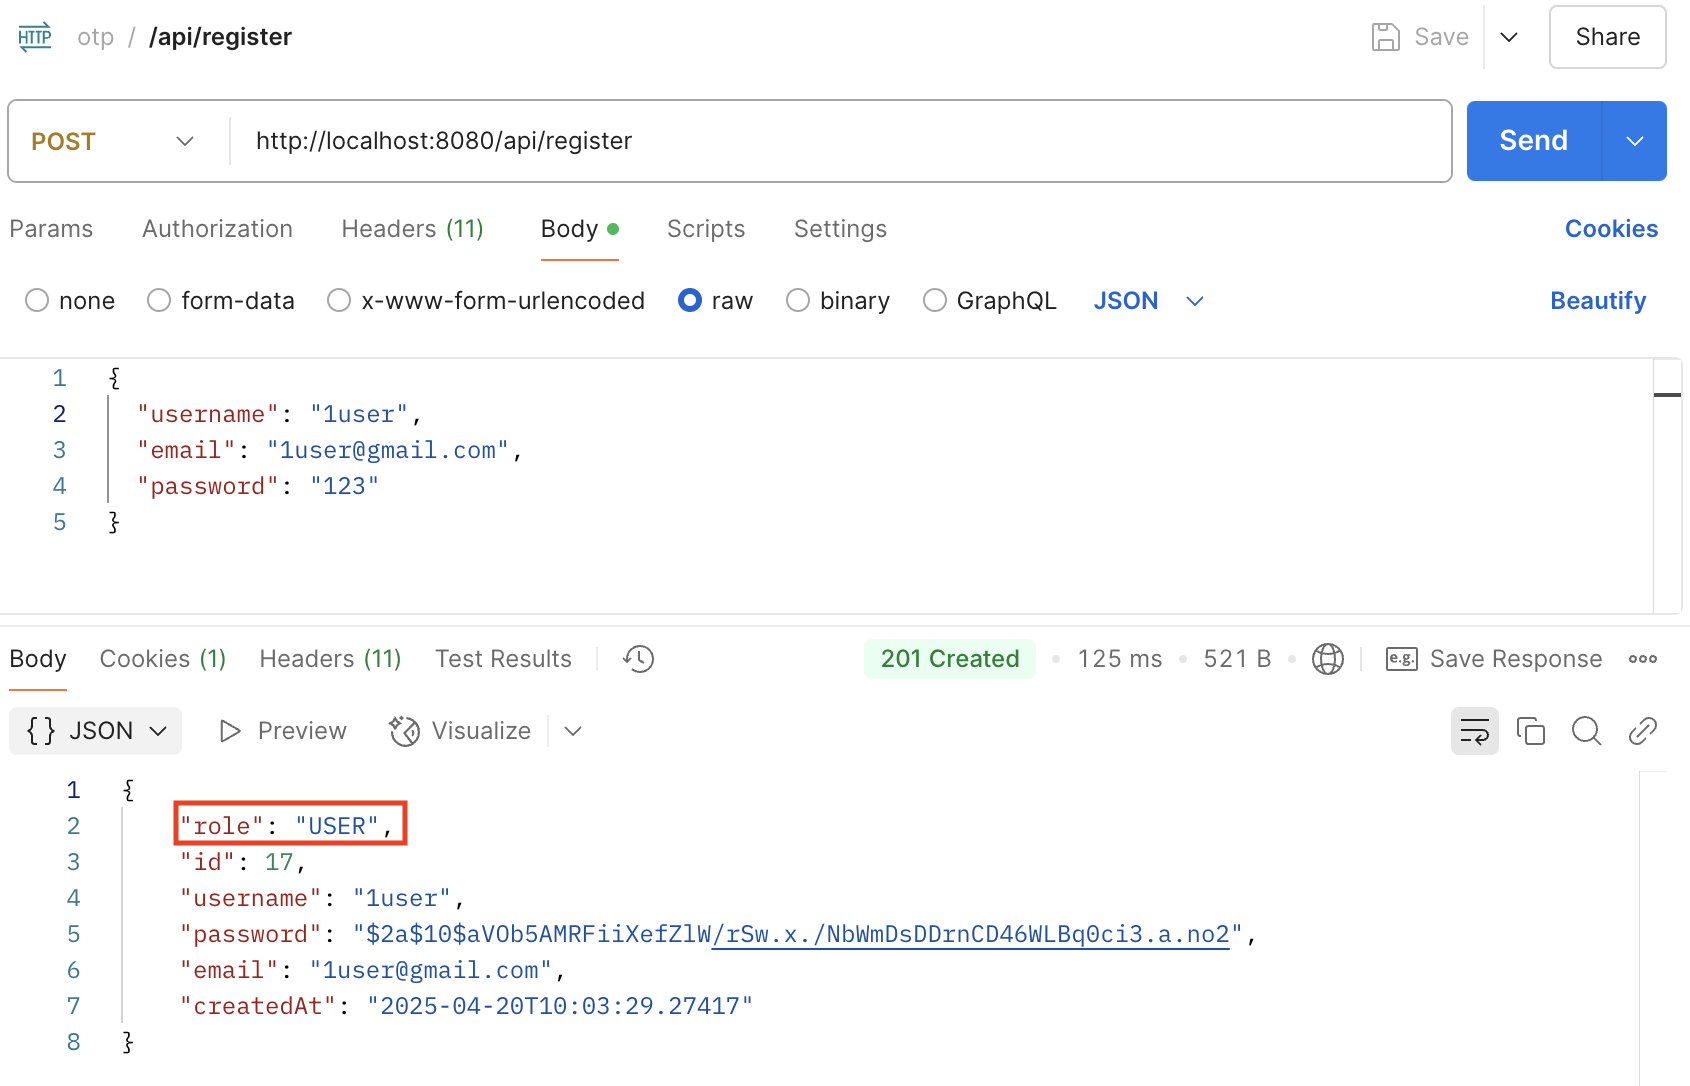 HTTP otp / /api/register Save Share
POST http://localhost:8080/api/register Send
Params Authorization Headers (11) Body Scripts Settings Cookies
none form-data x-www-form-urlencoded raw binary GraphQL JSON Beautify
1 {
2 "username": "1user",
3 "email": "1user@gmail.com",
4 "password": "123"
5 }
Body Cookies (1) Headers (11) Test Results 201 Created • 125 ms • 521 B • e.g. Save Response
{} JSON Preview Visualize
1 {
2 "role": "USER",
3 "id": 17,
4 "username": "1user",
5 "password": "$2a$10$aVOb5AMRFiiXefZlW/rSw.x./NbWmDsDDrnCD46WLBq0ci3.a.no2",
6 "email": "1user@gmail.com",
7 "createdAt": "2025-04-20T10:03:29.27417"
8 }